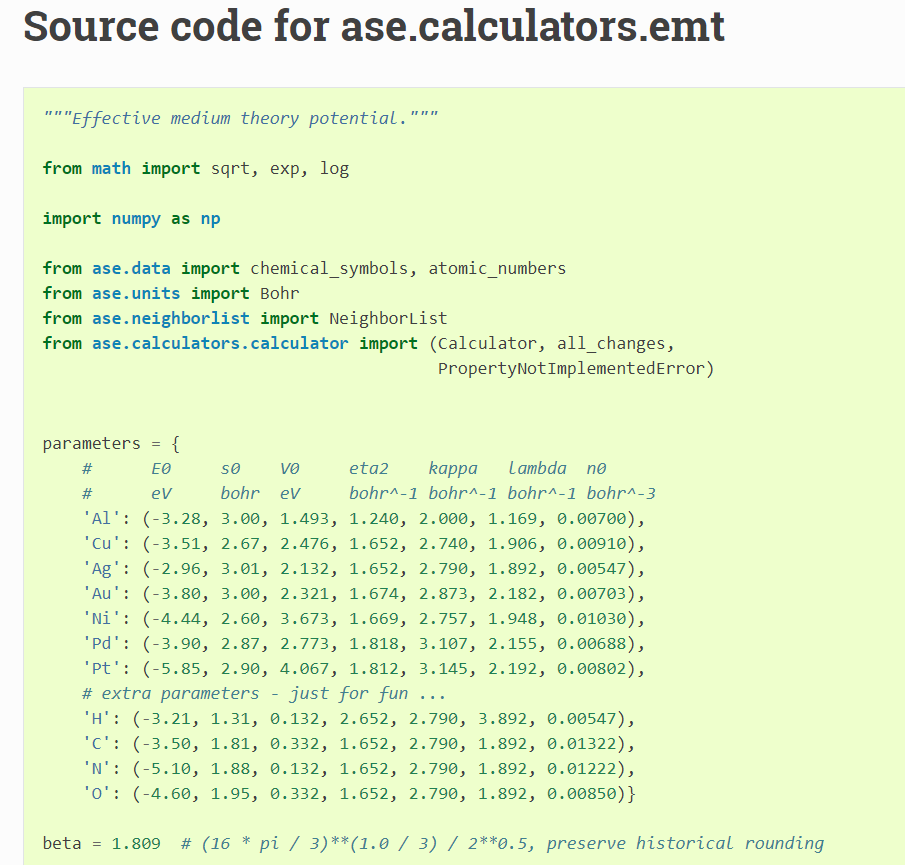 Source code for ase.calculators.emt
"""Effective medium theory potential."""
from math import sqrt, exp, log
import numpy as np
from ase.data import chemical_symbols, atomic_numbers
from ase.units import Bohr
from ase.neighborlist import NeighborList
from ase.calculators.calculator import (Calculator, all_changes,
                                        PropertyNotImplementedError)
parameters = {
    #      E0     s0    V0     eta2    kappa   lambda  n0
    #      eV     bohr  eV     bohr^-1 bohr^-1 bohr^-1 bohr^-3
    'Al': (-3.28, 3.00, 1.493, 1.240, 2.000, 1.169, 0.00700),
    'Cu': (-3.51, 2.67, 2.476, 1.652, 2.740, 1.906, 0.00910),
    'Ag': (-2.96, 3.01, 2.132, 1.652, 2.790, 1.892, 0.00547),
    'Au': (-3.80, 3.00, 2.321, 1.674, 2.873, 2.182, 0.00703),
    'Ni': (-4.44, 2.60, 3.673, 1.669, 2.757, 1.948, 0.01030),
    'Pd': (-3.90, 2.87, 2.773, 1.818, 3.107, 2.155, 0.00688),
    'Pt': (-5.85, 2.90, 4.067, 1.812, 3.145, 2.192, 0.00802),
    # extra parameters - just for fun ...
    'H': (-3.21, 1.31, 0.132, 2.652, 2.790, 3.892, 0.00547),
    'C': (-3.50, 1.81, 0.332, 1.652, 2.790, 1.892, 0.01322),
    'N': (-5.10, 1.88, 0.132, 1.652, 2.790, 1.892, 0.01222),
    'O': (-4.60, 1.95, 0.332, 1.652, 2.790, 1.892, 0.00850)}
beta = 1.809  # (16 * pi / 3)**(1.0 / 3) / 2**0.5, preserve historical rounding